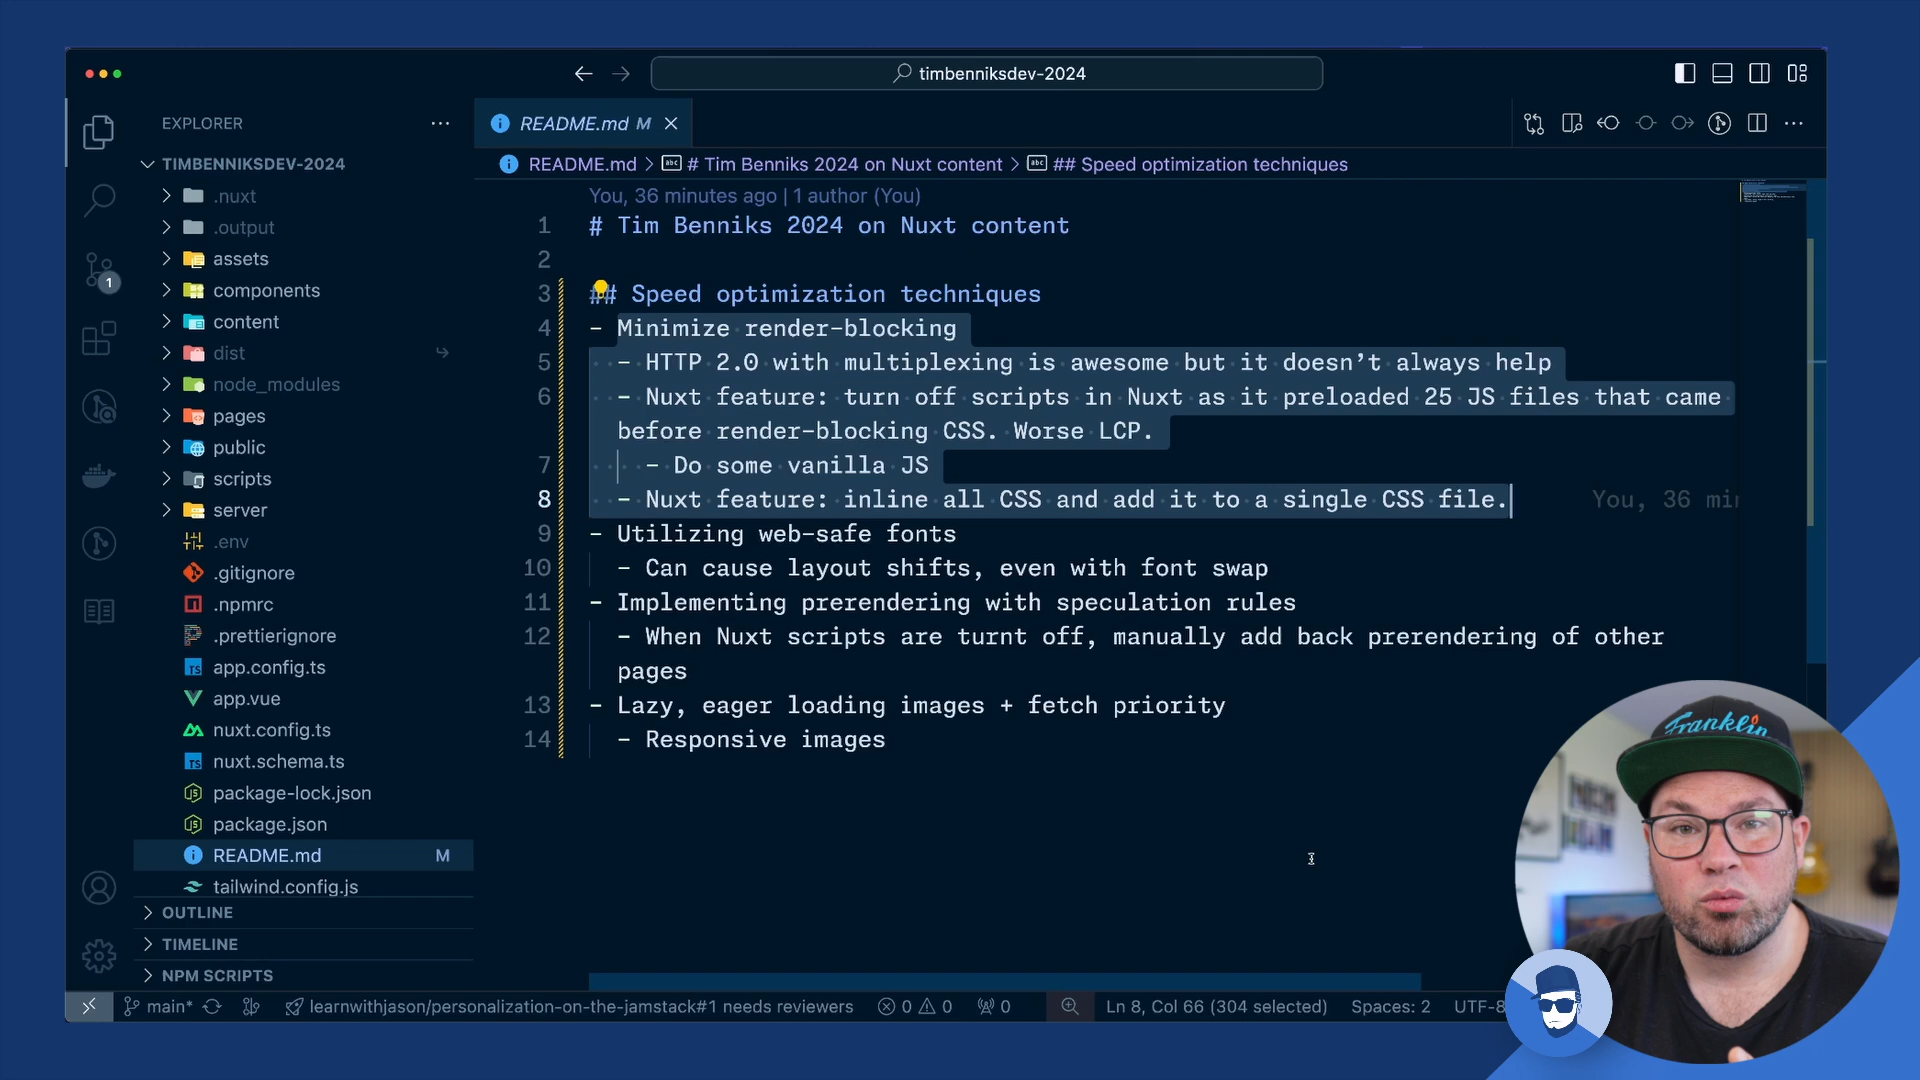 timbenniksdev-2024
EXPLORER
README.md M
TIMBENNIKSDEV-2024
README.md > # Tim Benniks 2024 on Nuxt content > ## Speed optimization techniques
.nuxt
.output
assets
components
content
dist
node_modules
pages
public
scripts
server
.env
.gitignore
.npmrc
.prettierignore
app.config.ts
app.vue
nuxt.config.ts
nuxt.schema.ts
package-lock.json
package.json
README.md M
tailwind.config.js
OUTLINE
TIMELINE
NPM SCRIPTS
1
You, 36 minutes ago | 1 author (You)
1 # Tim Benniks 2024 on Nuxt content
2
3 ## Speed optimization techniques
4 - Minimize render-blocking
5 - HTTP 2.0 with multiplexing is awesome but it doesn’t always help
6 - Nuxt feature: turn off scripts in Nuxt as it preloaded 25 JS files that came
before render-blocking CSS. Worse LCP.
7 - Do some vanilla JS
8 - Nuxt feature: inline all CSS and add it to a single CSS file. You, 36
9 - Utilizing web-safe fonts
10 - Can cause layout shifts, even with font swap
11 - Implementing prerendering with speculation rules
12 - When Nuxt scripts are turnt off, manually add back prerendering of other
pages
13 - Lazy, eager loading images + fetch priority
14 - Responsive images
Franklin
main* learnwithjason/personalization-on-the-jamstack#1 needs reviewers 0 0 0 Ln 8, Col 66 (304 selected) Spaces: 2 UTF-8